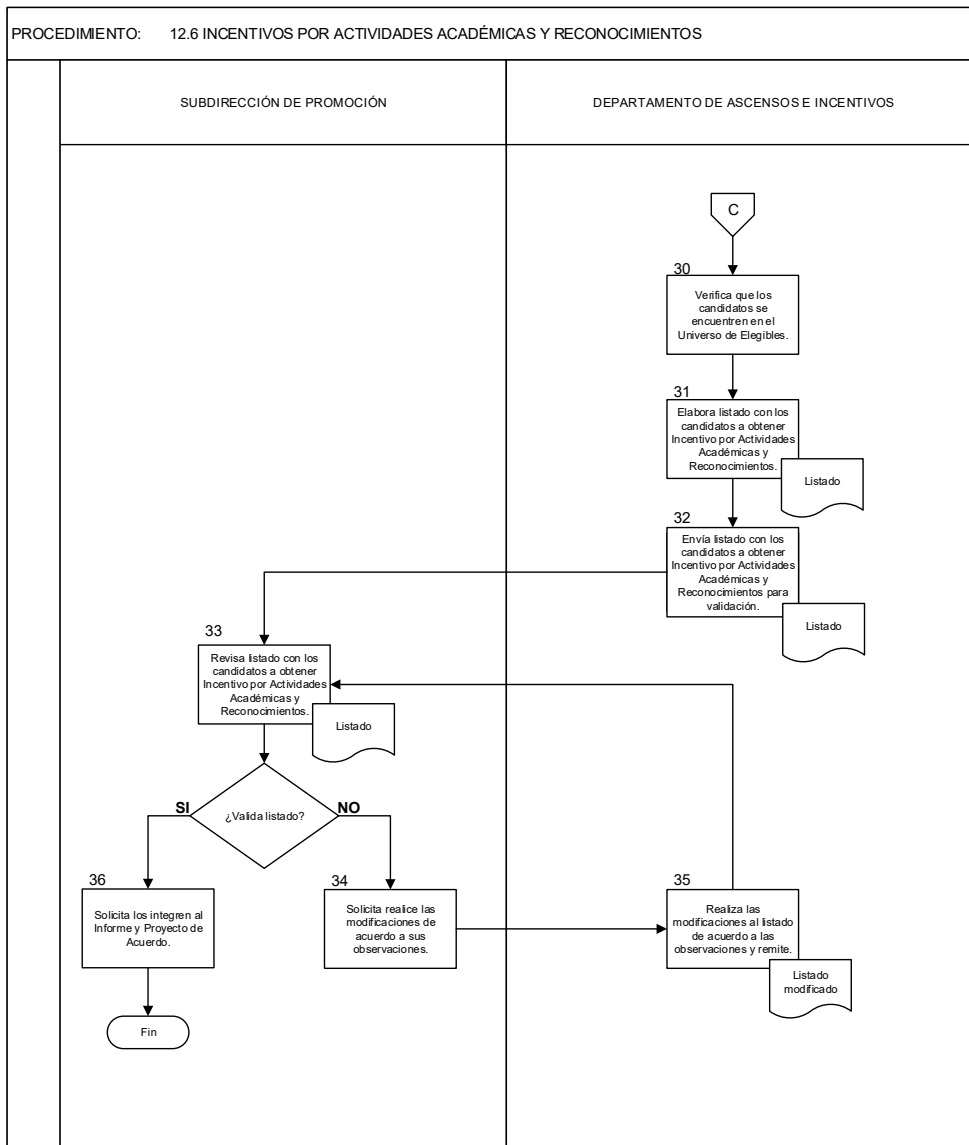 PROCEDIMIENTO: 12.6 INCENTIVOS POR ACTIVIDADES ACADÉMICAS Y RECONOCIMIENTOS
SUBDIRECCIÓN DE PROMOCIÓN
DEPARTAMENTO DE ASCENSOS E INCENTIVOS
C
30
Verifica que los
candidatos se
encuentren en el
Universo de Elegibles.
31
Elabora listado con los
candidatos a obtener
Incentivo por Actividades
Académicas y
Reconocimientos.
Listado
32
Envía listado con los
candidatos a obtener
Incentivo por Actividades
Académicas y
Reconocimientos para
validación.
Listado
33
Revisa listado con los
candidatos a obtener
Incentivo por Actividades
Académicas y
Reconocimientos.
Listado
¿Valida listado?
SI
NO
36
Solicita los integren al
Informe y Proyecto de
Acuerdo.
34
Solicita realice las
modificaciones de
acuerdo a sus
observaciones.
35
Realiza las
modificaciones al listado
de acuerdo a las
observaciones y remite.
Listado
modificado
Fin